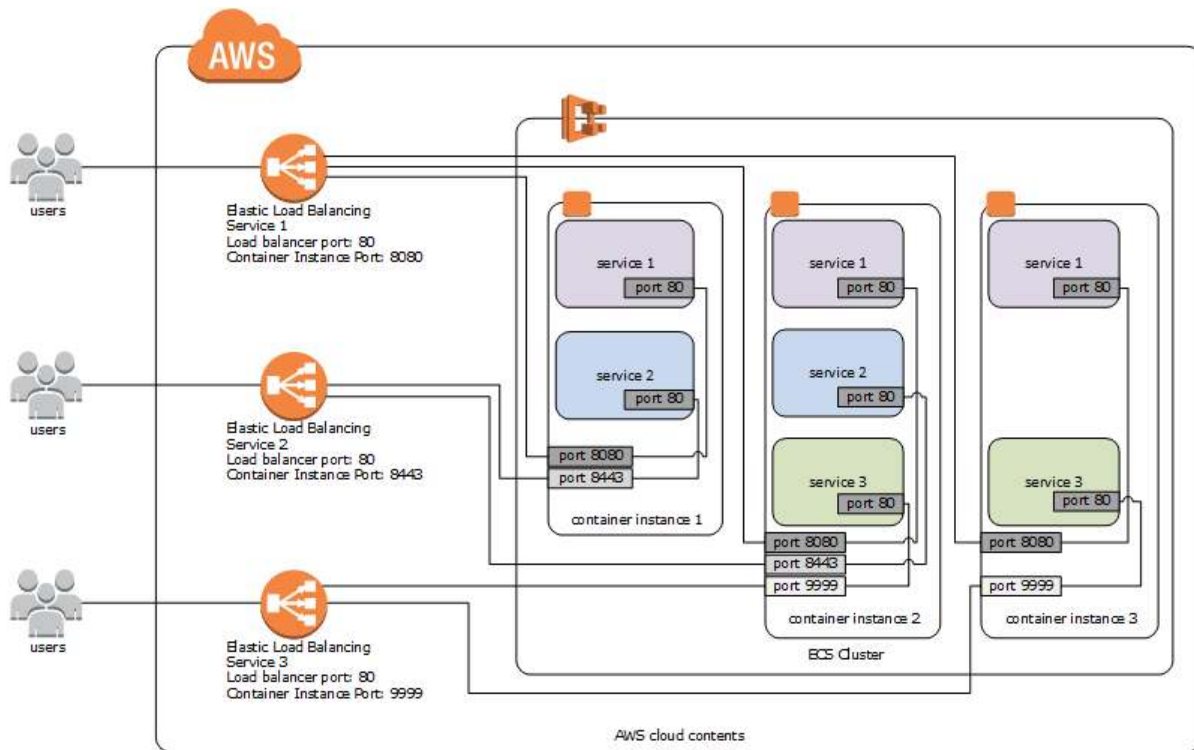 AWS
users
Elastic Load Balancing
Service 1
Load balancer port: 80
Container Instance Port: 8080
users
Elastic Load Balancing
Service 2
Load balancer port: 80
Container Instance Port: 8443
users
Elastic Load Balancing
Service 3
Load balancer port: 80
Container Instance Port: 9999
service 1
port 80
service 2
port 80
port 8080
port 8443
container instance 1
service 1
port 80
service 2
port 80
service 3
port 80
port 8080
port 8443
port 9999
container instance 2
service 1
port 80
service 3
port 80
port 8080
port 9999
container instance 3
ECS Cluster
AWS cloud contents